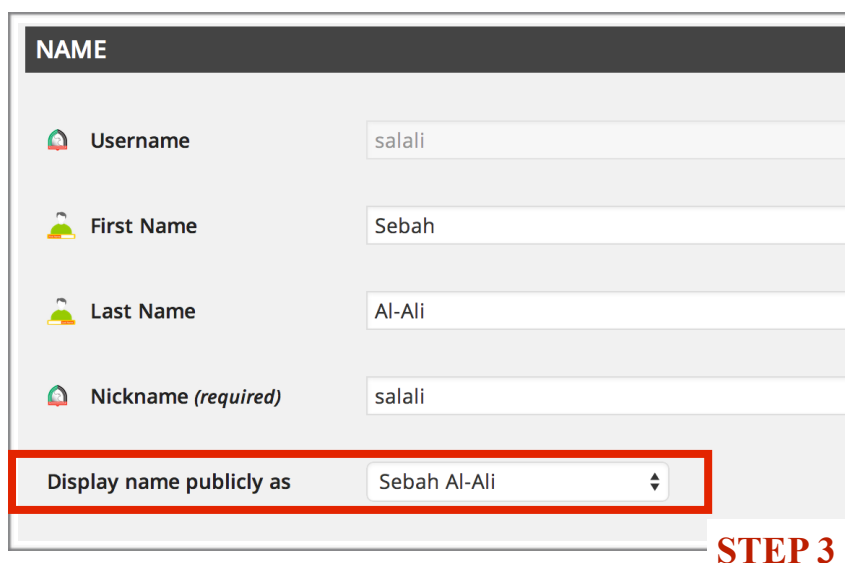 NAME
Username salali
First Name Sebah
Last Name Al-Ali
Nickname (required) salali
Display name publicly as Sebah Al-Ali
STEP 3